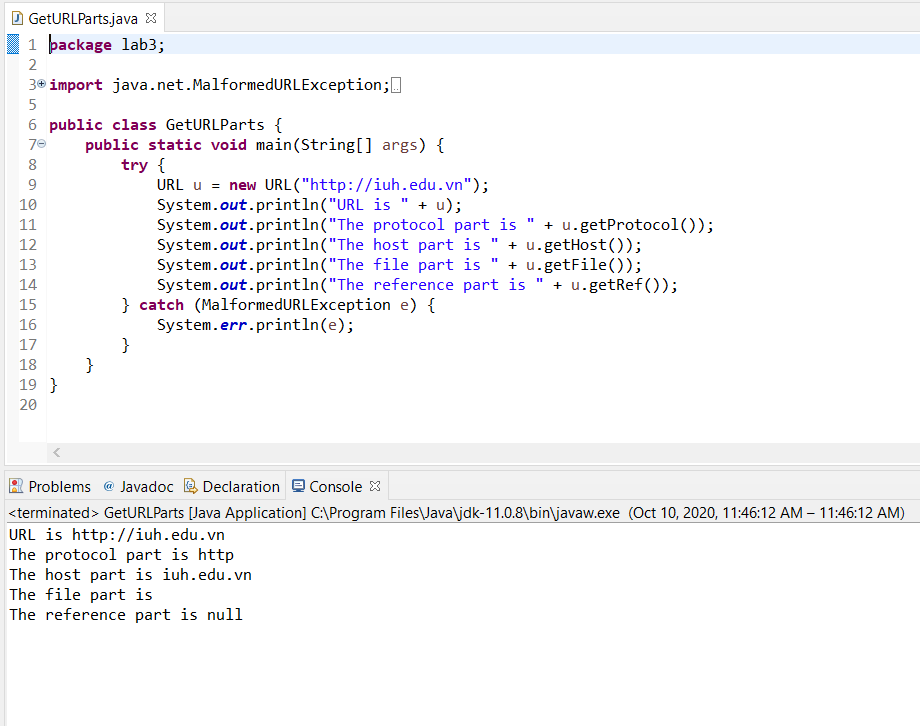 GetURLParts.java
1 package lab3;
2
3 import java.net.MalformedURLException;
5
6 public class GetURLParts {
7     public static void main(String[] args) {
8         try {
9             URL u = new URL("http://iuh.edu.vn");
10             System.out.println("URL is " + u);
11             System.out.println("The protocol part is " + u.getProtocol());
12             System.out.println("The host part is " + u.getHost());
13             System.out.println("The file part is " + u.getFile());
14             System.out.println("The reference part is " + u.getRef());
15         } catch (MalformedURLException e) {
16             System.err.println(e);
17         }
18     }
19 }
20
Problems @ Javadoc Declaration Console
<terminated> GetURLParts [Java Application] C:\Program Files\Java\jdk-11.0.8\bin\javaw.exe (Oct 10, 2020, 11:46:12 AM – 11:46:12 AM)
URL is http://iuh.edu.vn
The protocol part is http
The host part is iuh.edu.vn
The file part is
The reference part is null